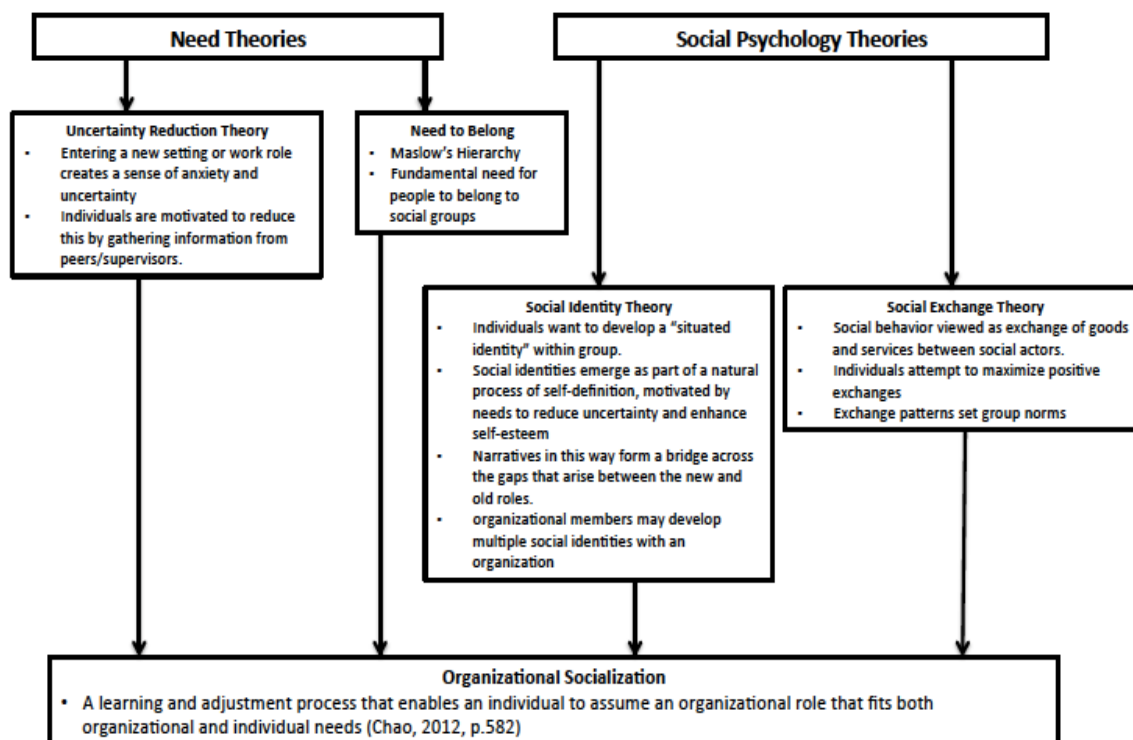 Need Theories
Social Psychology Theories
Uncertainty Reduction Theory
▪ Entering a new setting or work role
creates a sense of anxiety and
uncertainty
▪ Individuals are motivated to reduce
this by gathering information from
peers/supervisors.
Need to Belong
▪ Maslow's Hierarchy
▪ Fundamental need for
people to belong to
social groups
Social Identity Theory
▪ Individuals want to develop a “situated
identity” within group.
▪ Social identities emerge as part of a natural
process of self-definition, motivated by
needs to reduce uncertainty and enhance
self-esteem
▪ Narratives in this way form a bridge across
the gaps that arise between the new and
old roles.
▪ organizational members may develop
multiple social identities with an
organization
Social Exchange Theory
▪ Social behavior viewed as exchange of goods
and services between social actors.
▪ Individuals attempt to maximize positive
exchanges
▪ Exchange patterns set group norms
Organizational Socialization
• A learning and adjustment process that enables an individual to assume an organizational role that fits both
organizational and individual needs (Chao, 2012, p.582)